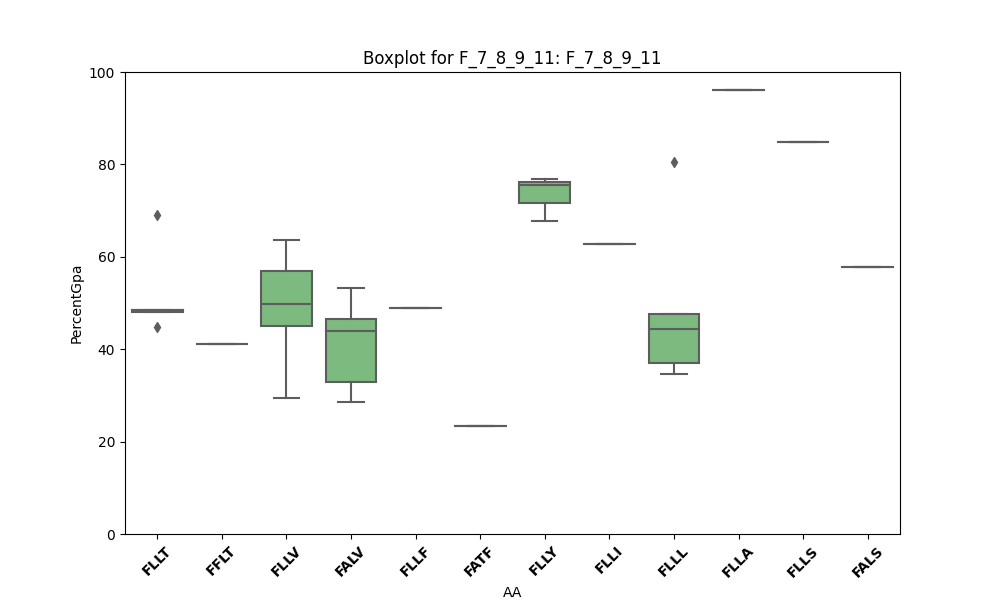 Boxplot for F_7_8_9_11: F_7_8_9_11
PercentGpa
100
80
60
40
20
0
FLLT FFLT FLLV FALV FLLF FATF FLLY FLLI FLLL FLLA FLLS FALS
AA